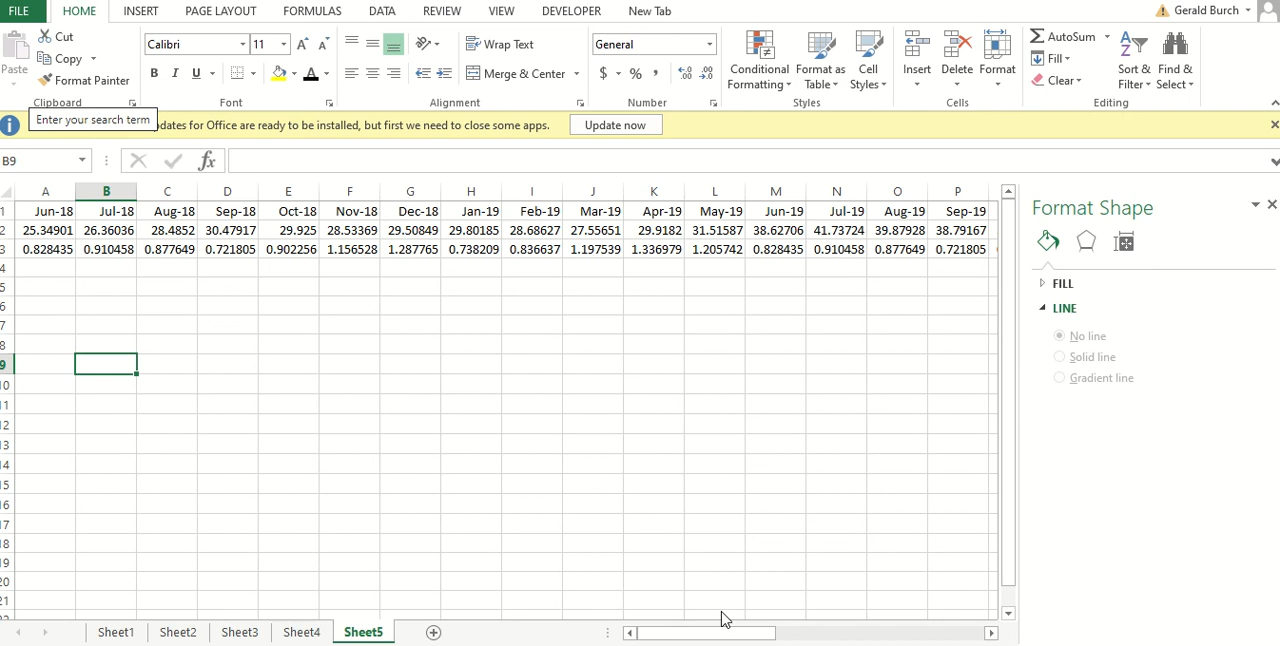 FILE HOME INSERT PAGE LAYOUT FORMULAS DATA REVIEW VIEW DEVELOPER New Tab Gerald Burch
Cut
Copy
Format Painter
Paste
Clipboard
Calibri 11
B I U A
Font
Wrap Text
Merge & Center
Alignment
General
$ % ,
Number
Conditional Formatting
Format as Table
Cell Styles
Styles
Insert Delete Format
Cells
AutoSum
Fill
Clear
Sort & Filter
Find & Select
Editing
Enter your search term
dates for Office are ready to be installed, but first we need to close some apps. Update now
B9 fx
A B C D E F G H I J K L M N O P
1 Jun-18 Jul-18 Aug-18 Sep-18 Oct-18 Nov-18 Dec-18 Jan-19 Feb-19 Mar-19 Apr-19 May-19 Jun-19 Jul-19 Aug-19 Sep-19
2 25.34901 26.36036 28.4852 30.47917 29.925 28.53369 29.50849 29.80185 28.68627 27.55651 29.9182 31.51587 38.62706 41.73724 39.87928 38.79167
3 0.828435 0.910458 0.877649 0.721805 0.902256 1.107528 1.287765 0.738209 0.836637 1.197539 1.336979 1.205742 0.828435 0.910458 0.877649 0.721805
4
5
6
7
8
9
10
11
12
13
14
15
16
17
18
19
20
21
Sheet1 Sheet2 Sheet3 Sheet4 Sheet5
Format Shape
FILL
LINE
No line
Solid line
Gradient line